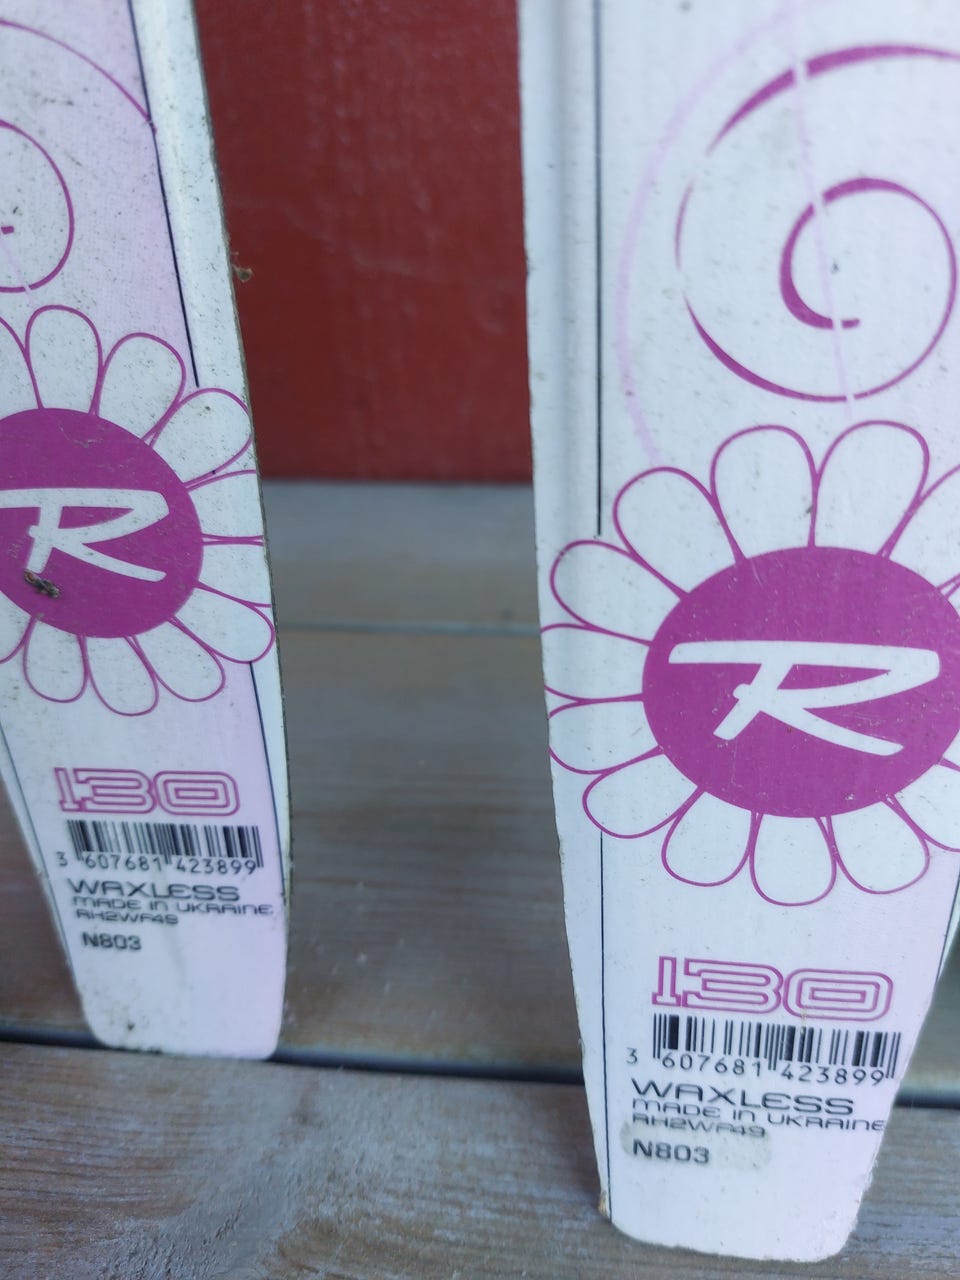 R
130
3 607681 423899
WAXLESS
MADE IN UKRAINE
RH2WF49
N803
R
130
3 607681 423899
WAXLESS
MADE IN UKRAINE
RH2WF49
N803